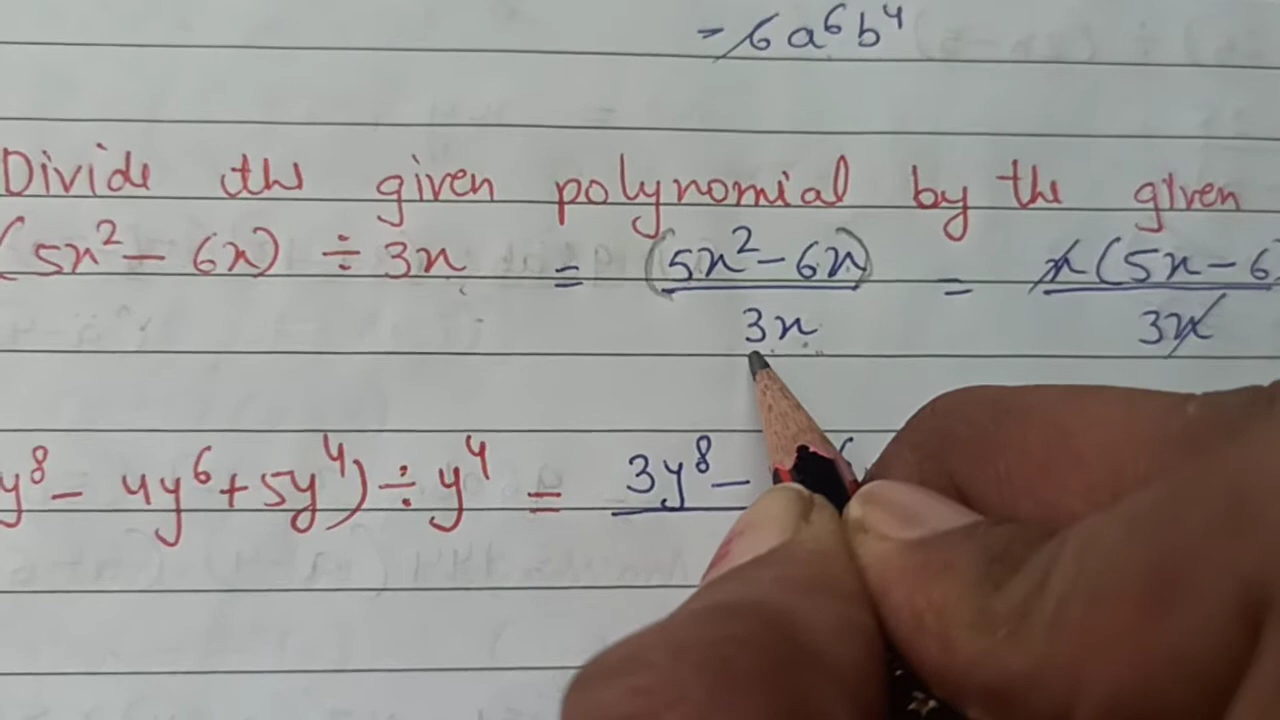 = 6a⁶b⁴
Divide the given polynomial by the given
(5x² - 6x) ÷ 3x = (5x² - 6x) / 3x = x(5x - 6 / 3x
y⁸ - 4y⁶ + 5y⁴) ÷ y⁴ = 3y⁸ -